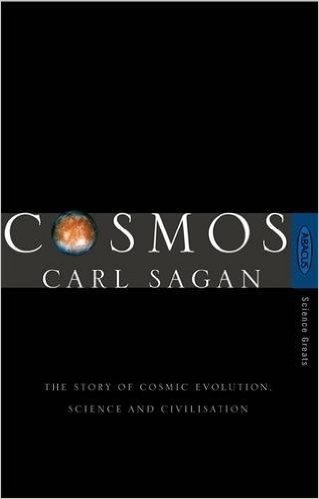 COSMOS
CARL SAGAN
ABACUS
Science Greats
THE STORY OF COSMIC EVOLUTION,
SCIENCE AND CIVILISATION